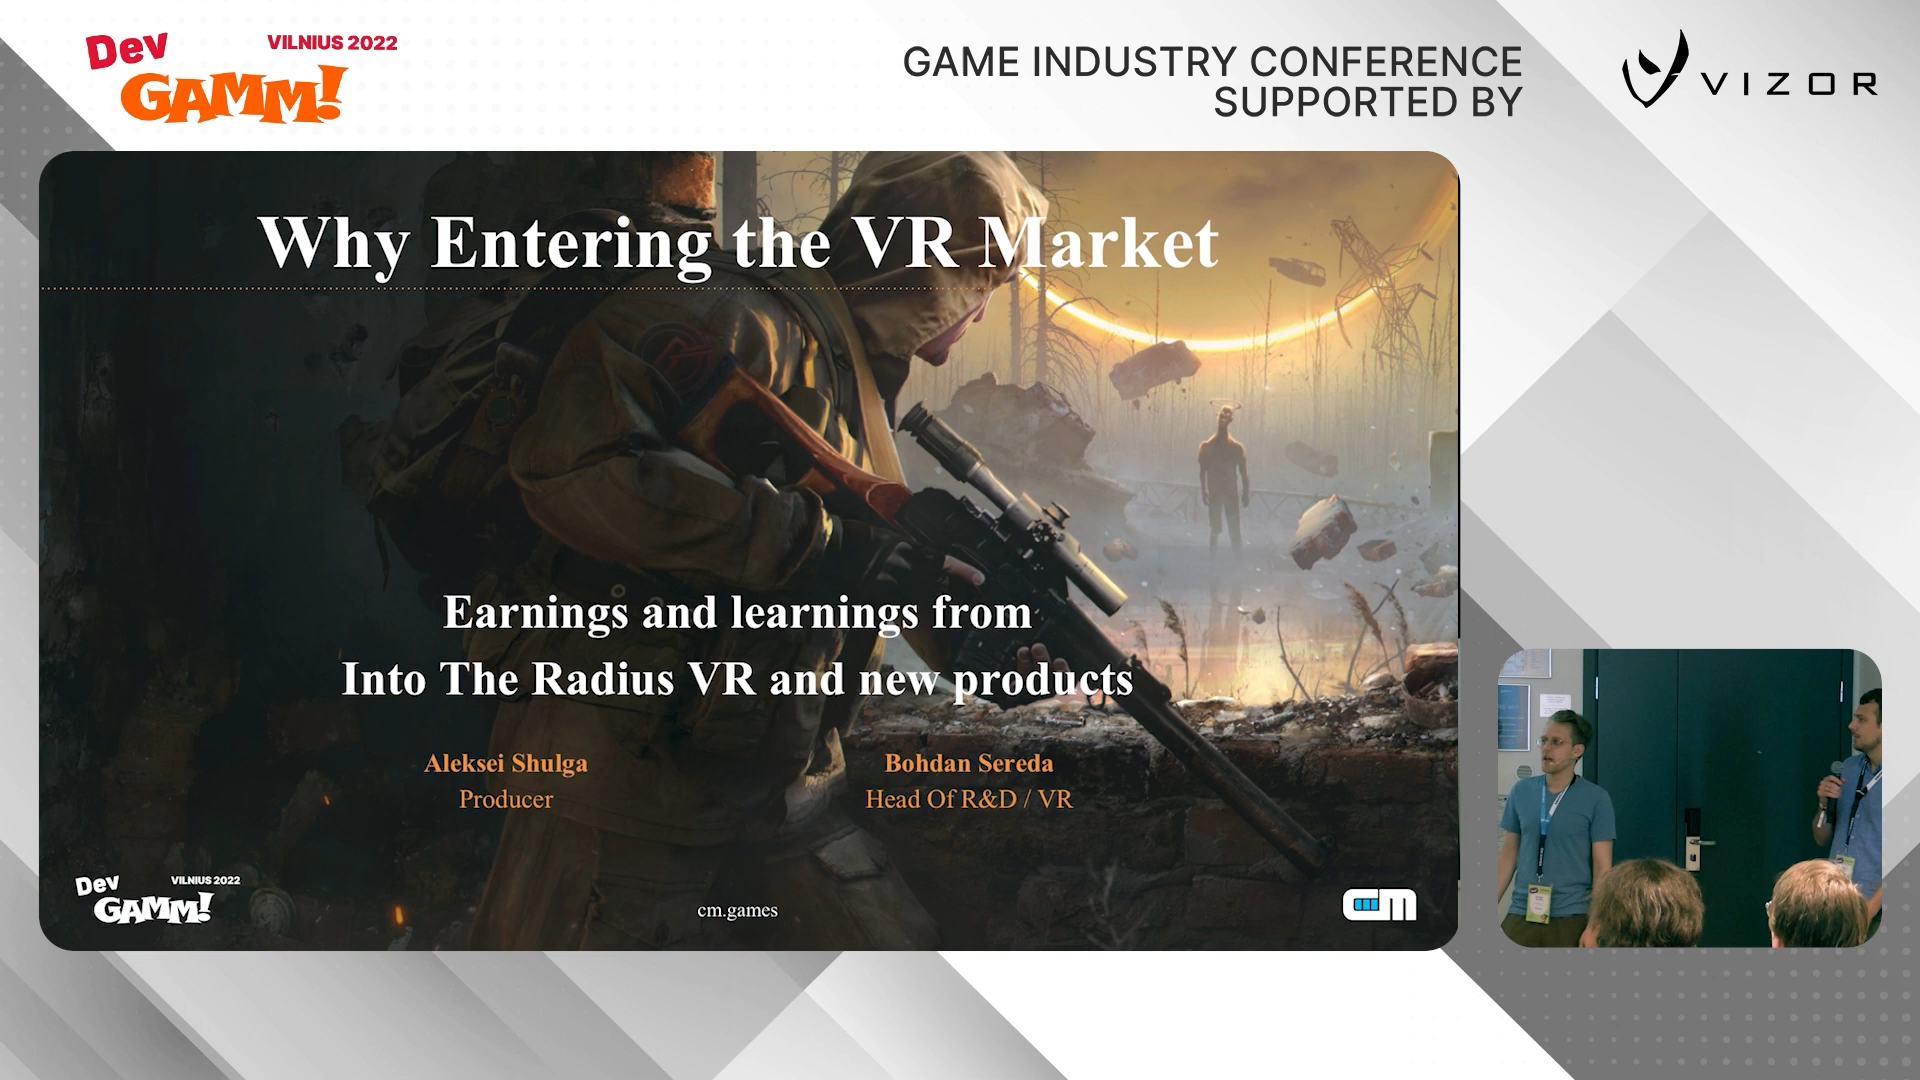 Dev
GAMM!
VILNIUS 2022
GAME INDUSTRY CONFERENCE
SUPPORTED BY
VIZOR
Why Entering the VR Market
Earnings and learnings from
Into The Radius VR and new products
Aleksei Shulga
Producer
Bohdan Sereda
Head Of R&D / VR
Dev
GAMM!
VILNIUS 2022
cm.games
cm